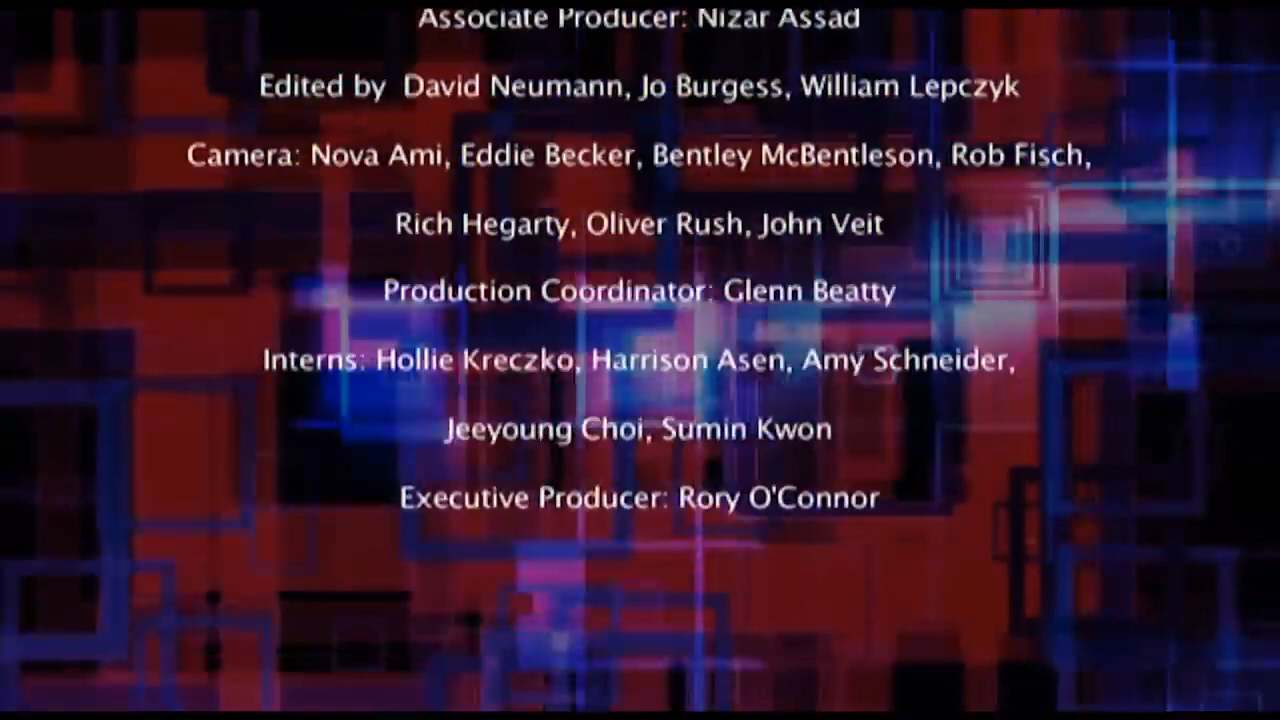 Associate Producer: Nizar Assad
Edited by  David Neumann, Jo Burgess, William Lepczyk
Camera: Nova Ami, Eddie Becker, Bentley McBentleson, Rob Fisch,
Rich Hegarty, Oliver Rush, John Veit
Production Coordinator: Glenn Beatty
Interns: Hollie Kreczko, Harrison Asen, Amy Schneider,
Jeeyoung Choi, Sumin Kwon
Executive Producer: Rory O'Connor